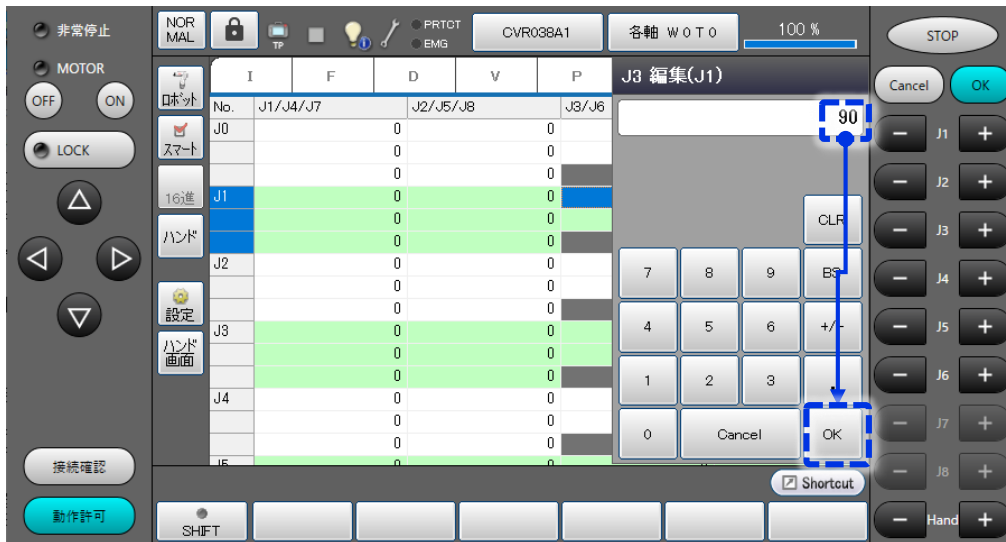 非常停止
MOTOR
OFF
ON
LOCK
接続確認
動作許可
NOR
MAL
TP
PRTCT
EMG
CVR038A1
各軸 W 0 T 0
100 %
ロボット
スマート
16進
ハンド
設定
ハンド
画面
I F D V P
No. J1/J4/J7 J2/J5/J8 J3/J6
J0 0 0
0 0
0 0
J1 0 0
0 0
0 0
J2 0 0
0 0
0 0
J3 0 0
0 0
0 0
J4 0 0
0 0
0 0
J3 編集(J1)
90
CLR
7 8 9 BS
4 5 6 +/-
1 2 3 .
0 Cancel OK
Shortcut
SHIFT
STOP
Cancel OK
− J1 +
− J2 +
− J3 +
− J4 +
− J5 +
− J6 +
− J7 +
− J8 +
− Hand +